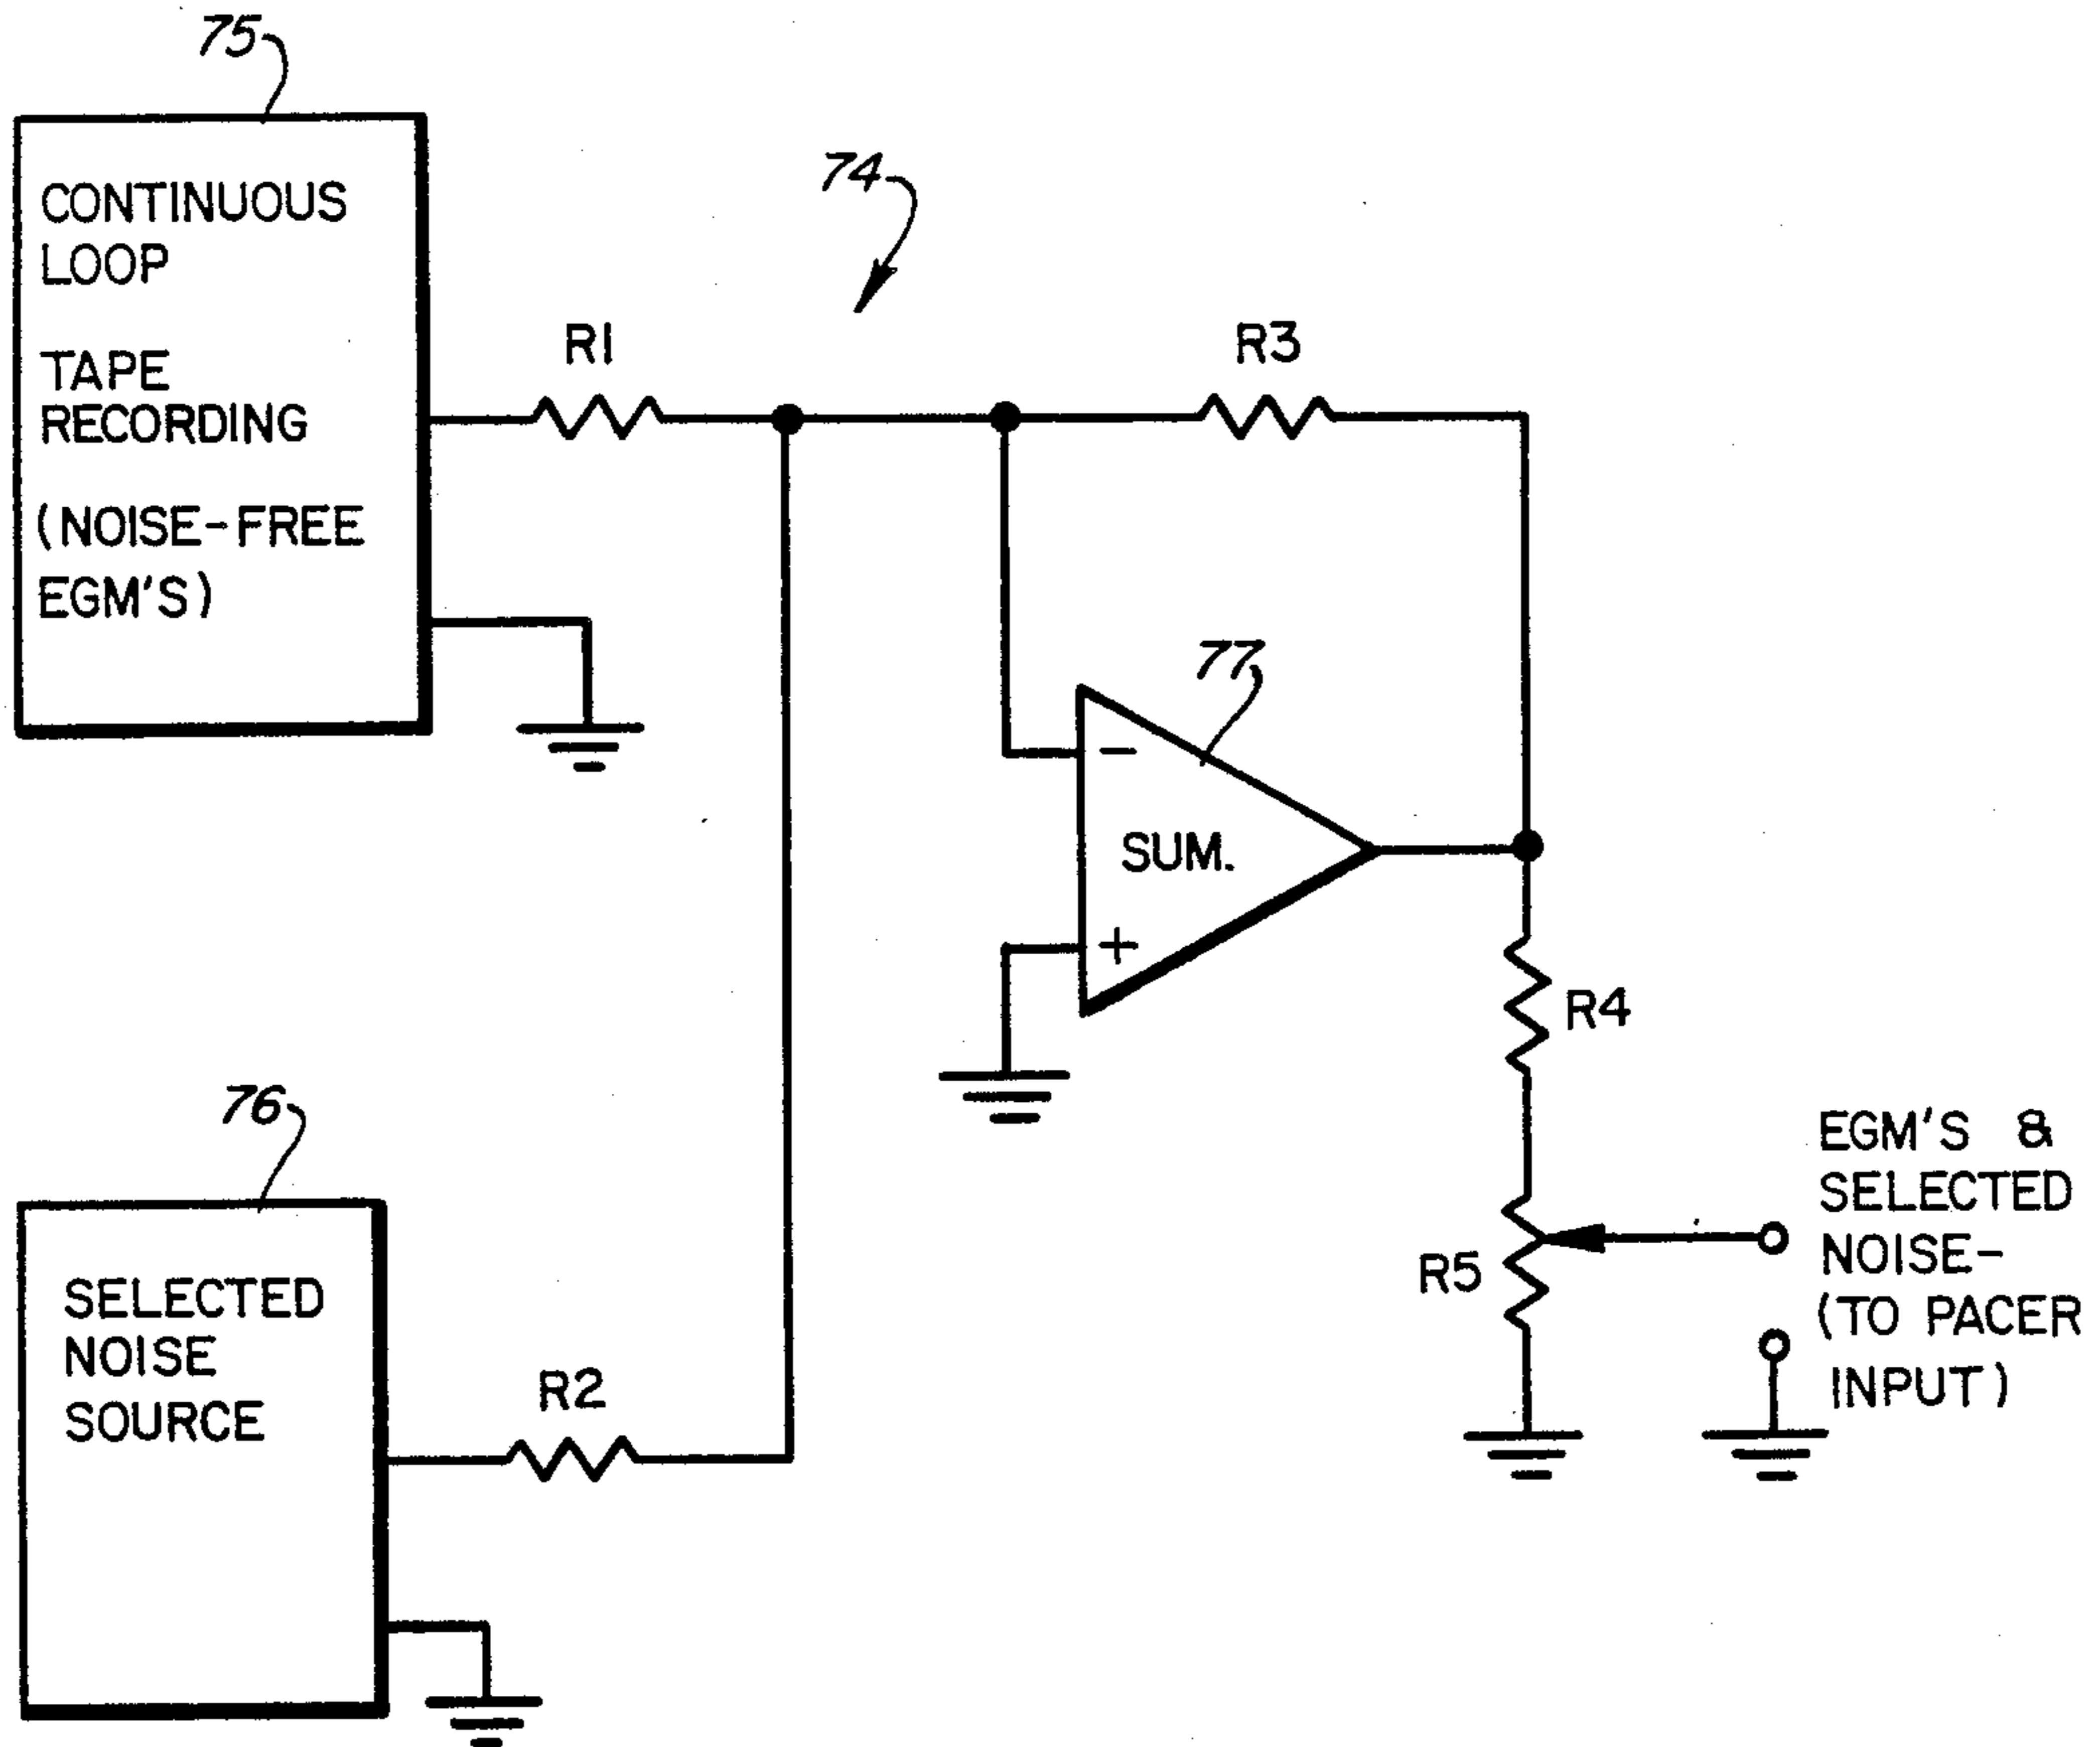 75
CONTINUOUS
LOOP
TAPE
RECORDING
(NOISE-FREE
EGM'S)
74
R1
R3
77
−
SUM.
+
R4
76
SELECTED
NOISE
SOURCE
R2
R5
EGM'S &
SELECTED
NOISE-
(TO PACER
INPUT)